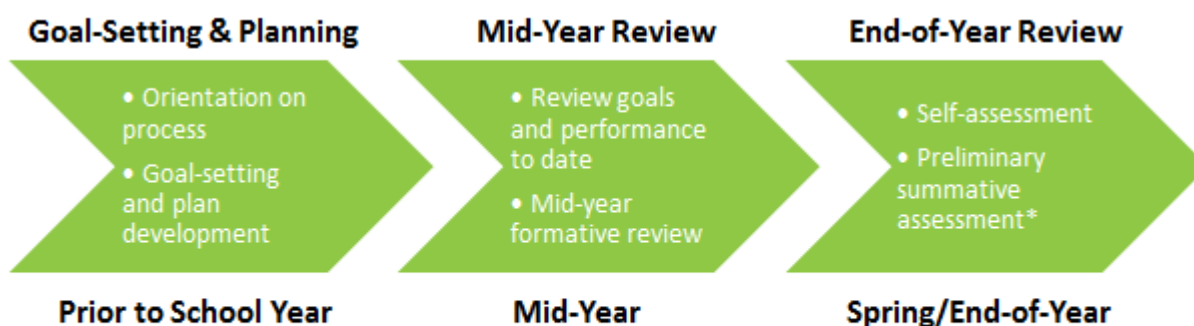 Goal-Setting & Planning
• Orientation on
process
• Goal-setting
and plan
development
Prior to School Year
Mid-Year Review
• Review goals
and performance
to date
• Mid-year
formative review
Mid-Year
End-of-Year Review
• Self-assessment
• Preliminary
summative
assessment*
Spring/End-of-Year